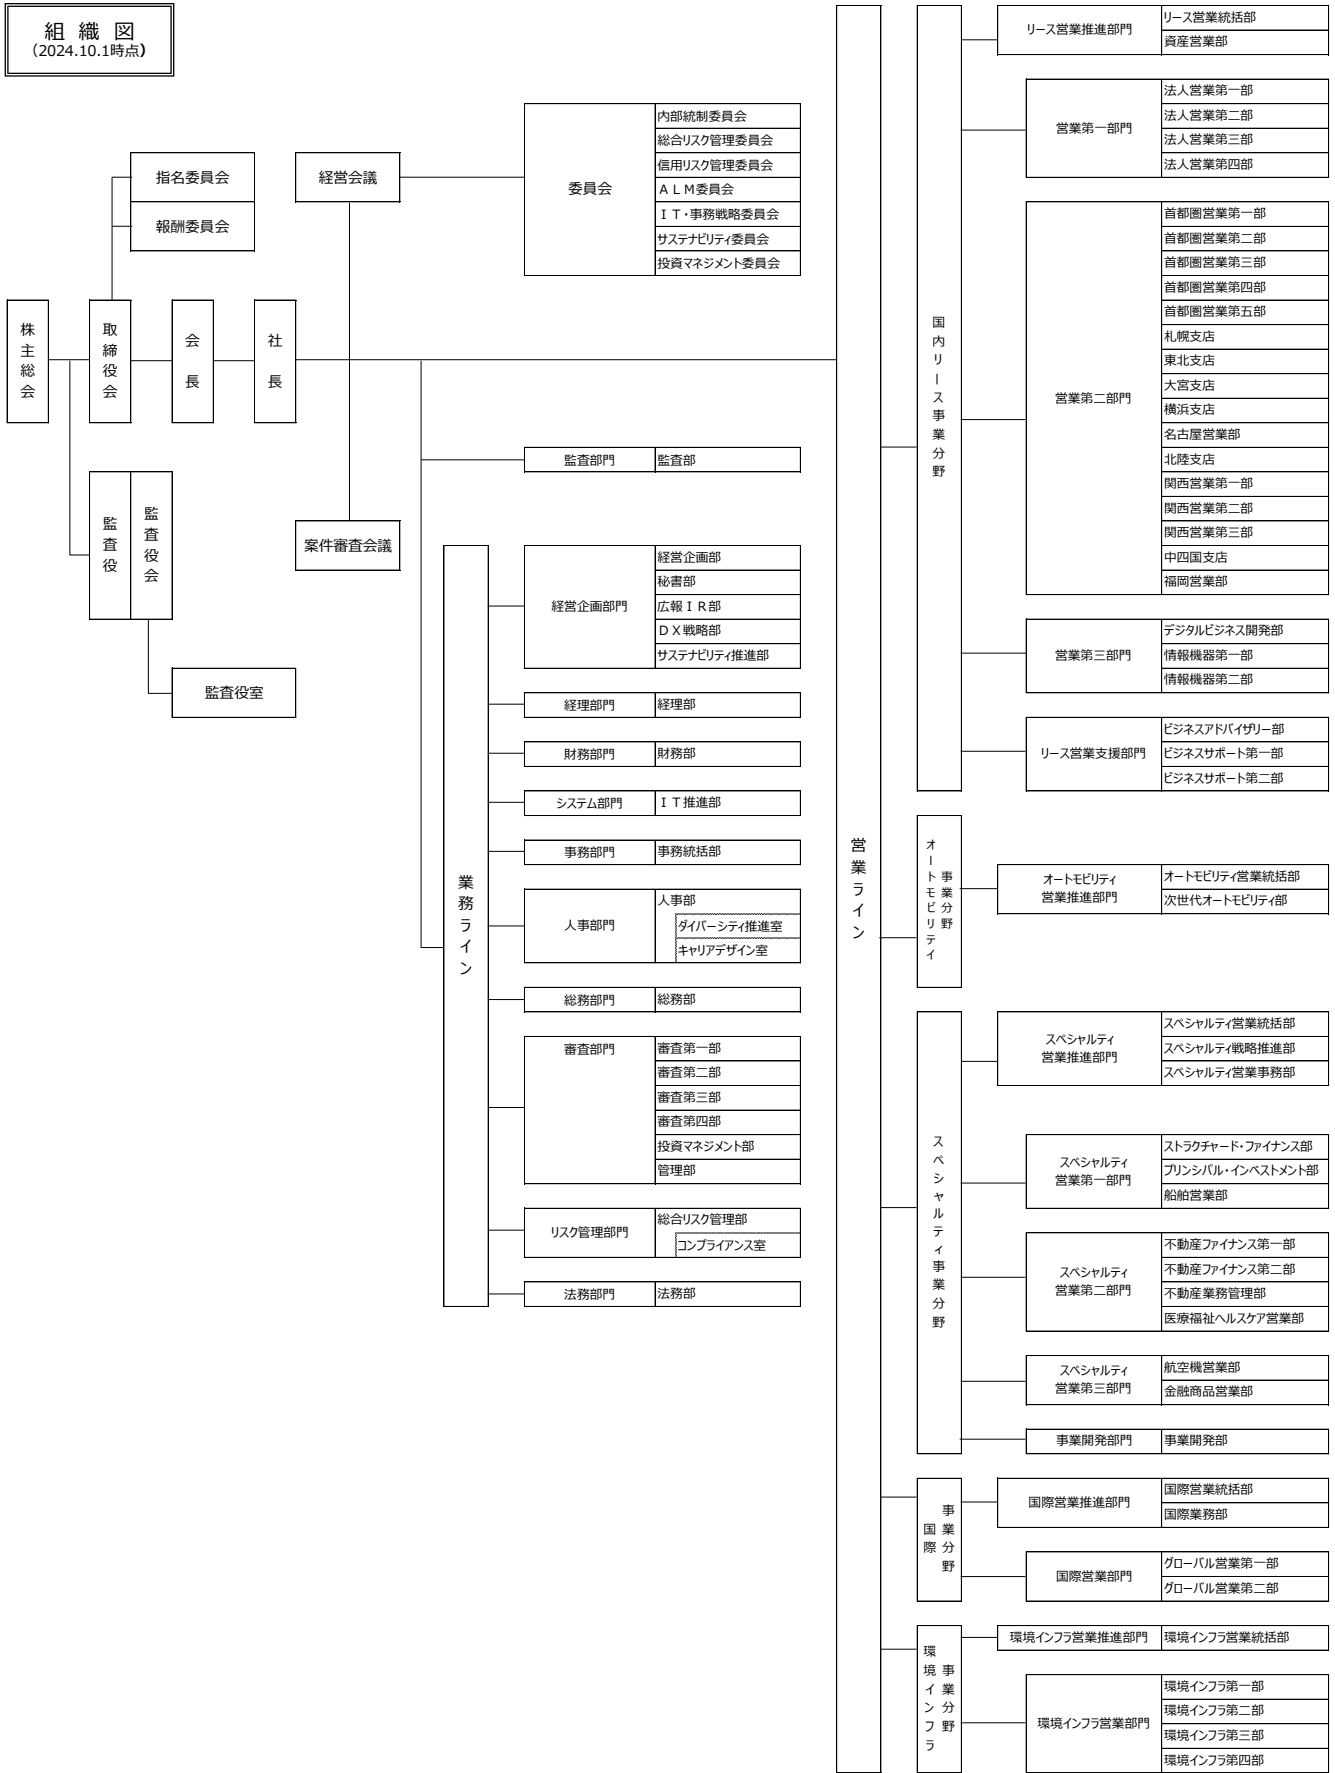 組 織 図
(2024.10.1時点)
株主総会
取締役会
会長
社長
指名委員会
報酬委員会
監査役
監査役会
監査役室
経営会議
案件審査会議
委員会
内部統制委員会
総合リスク管理委員会
信用リスク管理委員会
ＡＬＭ委員会
ＩＴ・事務戦略委員会
サステナビリティ委員会
投資マネジメント委員会
監査部門
監査部
業務ライン
経営企画部門
経営企画部
秘書部
広報ＩＲ部
ＤＸ戦略部
サステナビリティ推進部
経理部門
経理部
財務部門
財務部
システム部門
ＩＴ推進部
事務部門
事務統括部
人事部門
人事部
ダイバーシティ推進室
キャリアデザイン室
総務部門
総務部
審査部門
審査第一部
審査第二部
審査第三部
審査第四部
投資マネジメント部
管理部
リスク管理部門
総合リスク管理部
コンプライアンス室
法務部門
法務部
営業ライン
国内リース事業分野
リース営業推進部門
リース営業統括部
資産営業部
営業第一部門
法人営業第一部
法人営業第二部
法人営業第三部
法人営業第四部
営業第二部門
首都圏営業第一部
首都圏営業第二部
首都圏営業第三部
首都圏営業第四部
首都圏営業第五部
札幌支店
東北支店
大宮支店
横浜支店
名古屋営業部
北陸支店
関西営業第一部
関西営業第二部
関西営業第三部
中四国支店
福岡営業部
営業第三部門
デジタルビジネス開発部
情報機器第一部
情報機器第二部
リース営業支援部門
ビジネスアドバイザリー部
ビジネスサポート第一部
ビジネスサポート第二部
オートモビリティ
事業分野
オートモビリティ
営業推進部門
オートモビリティ営業統括部
次世代オートモビリティ部
スペシャルティ事業分野
スペシャルティ
営業推進部門
スペシャルティ営業統括部
スペシャルティ戦略推進部
スペシャルティ営業事務部
スペシャルティ
営業第一部門
ストラクチャード・ファイナンス部
プリンシパル・インベストメント部
船舶営業部
スペシャルティ
営業第二部門
不動産ファイナンス第一部
不動産ファイナンス第二部
不動産業務管理部
医療福祉ヘルスケア営業部
スペシャルティ
営業第三部門
航空機営業部
金融商品営業部
事業開発部門
事業開発部
国際
事業分野
国際営業推進部門
国際営業統括部
国際業務部
国際営業部門
グローバル営業第一部
グローバル営業第二部
環境インフラ
事業分野
環境インフラ営業推進部門
環境インフラ営業統括部
環境インフラ営業部門
環境インフラ第一部
環境インフラ第二部
環境インフラ第三部
環境インフラ第四部